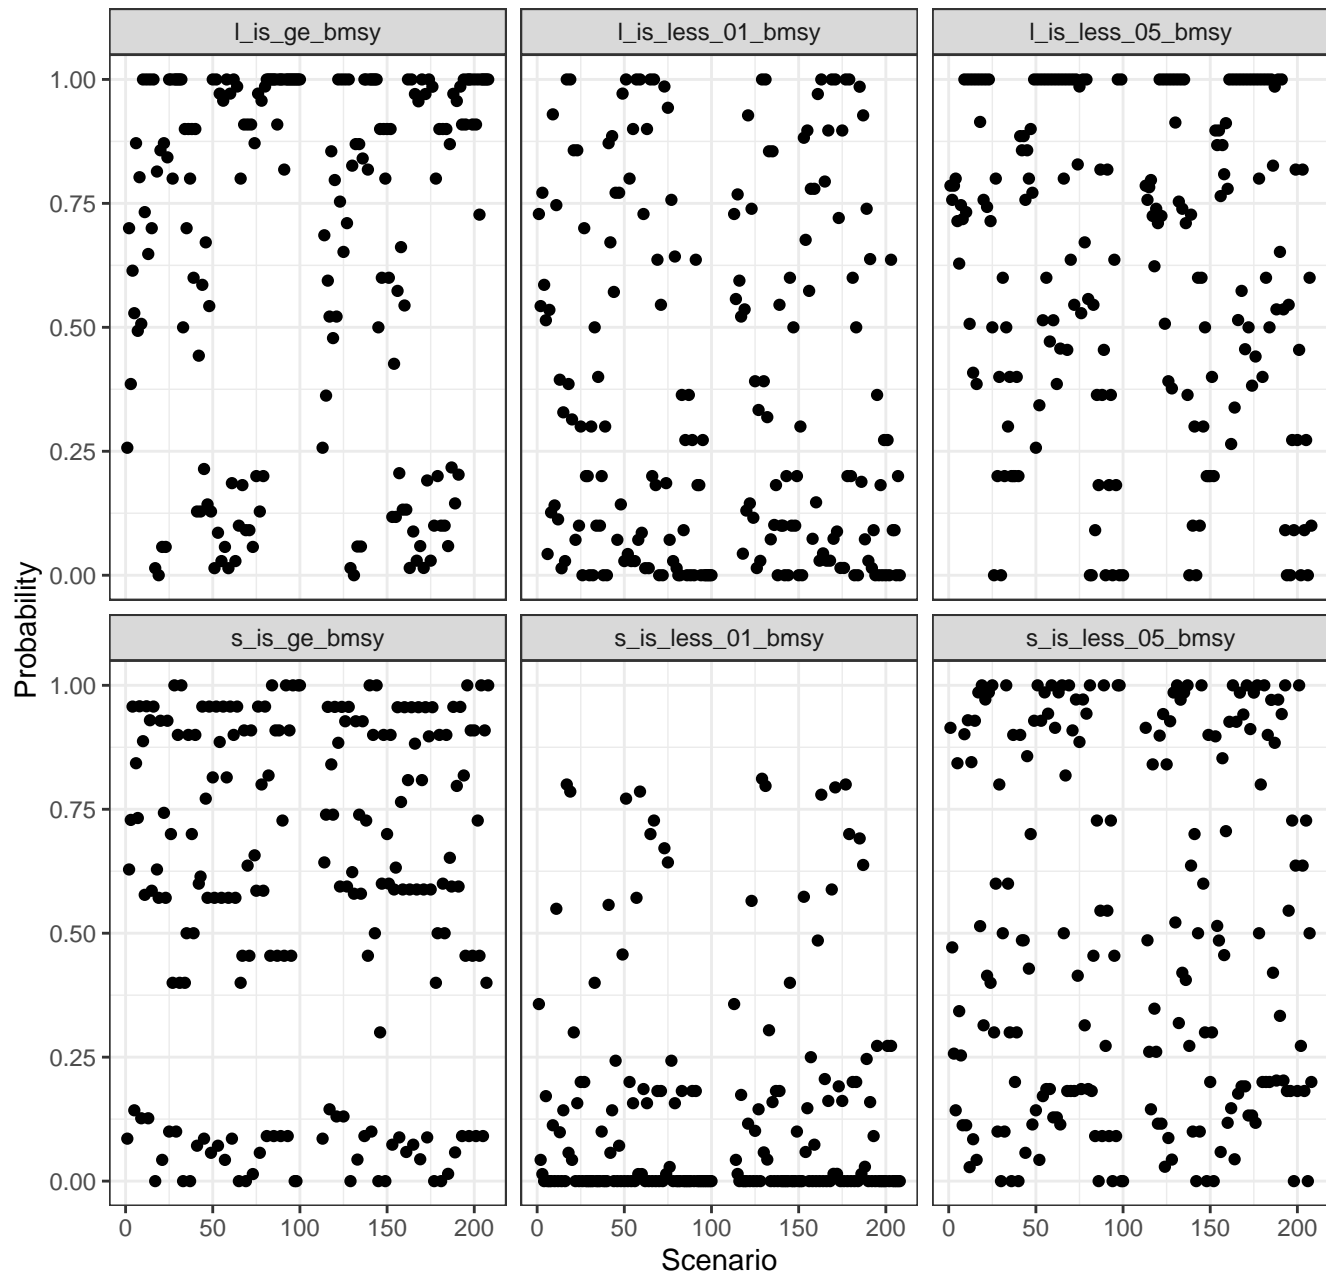 l_is_ge_bmsy
l_is_less_01_bmsy
l_is_less_05_bmsy
1.00
0.75
0.50
0.25
0.00
Probability
s_is_ge_bmsy
s_is_less_01_bmsy
s_is_less_05_bmsy
1.00
0.75
0.50
0.25
0.00
0 50 100 150 200
0 50 100 150 200
0 50 100 150 200
Scenario